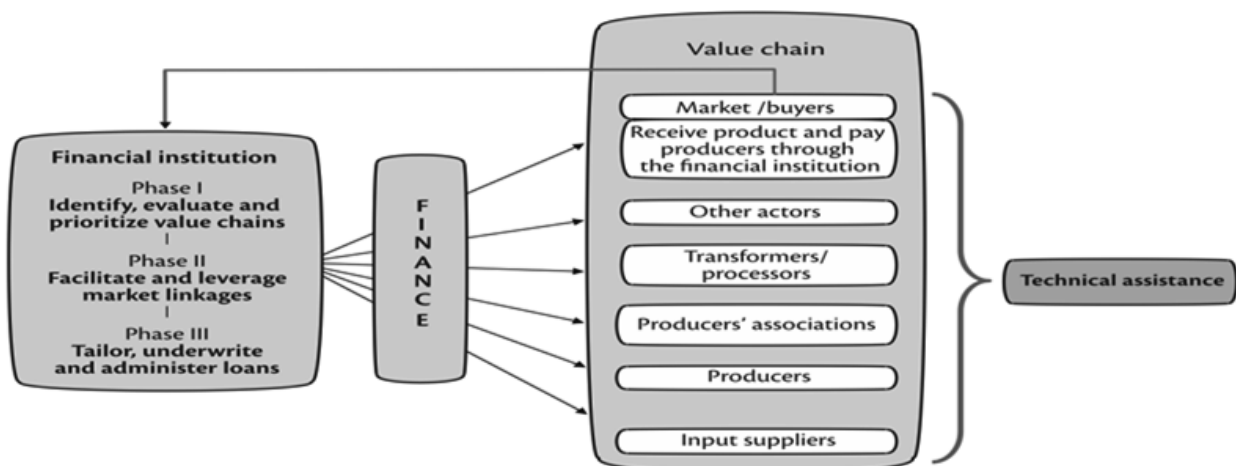 Financial institution
Phase I
Identify, evaluate and
prioritize value chains
Phase II
Facilitate and leverage
market linkages
Phase III
Tailor, underwrite
and administer loans
FINANCE
Value chain
Market /buyers
Receive product and pay
producers through
the financial institution
Other actors
Transformers/
processors
Producers' associations
Producers
Input suppliers
Technical assistance